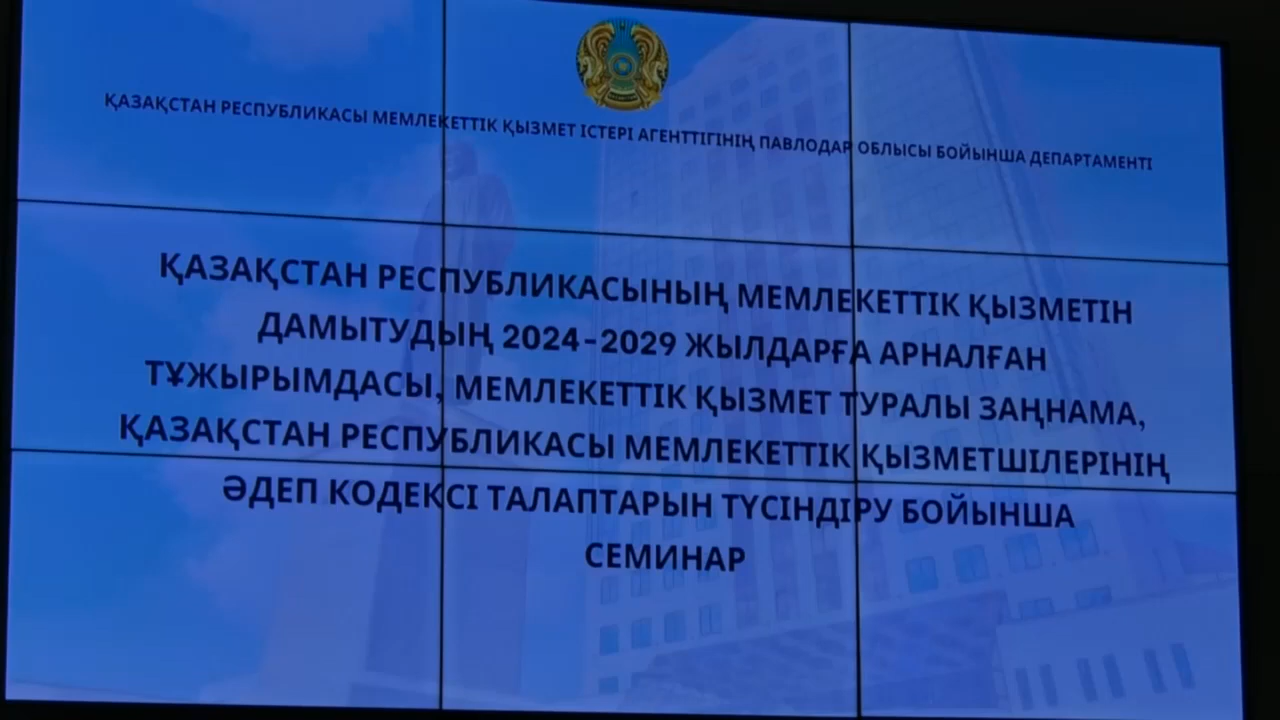 ҚАЗАҚСТАН РЕСПУБЛИКАСЫ МЕМЛЕКЕТТІК ҚЫЗМЕТ ІСТЕРІ АГЕНТТІГІНІҢ ПАВЛОДАР ОБЛЫСЫ БОЙЫНША ДЕПАРТАМЕНТІ
ҚАЗАҚСТАН РЕСПУБЛИКАСЫНЫҢ МЕМЛЕКЕТТІК ҚЫЗМЕТІН
ДАМЫТУДЫҢ 2024-2029 ЖЫЛДАРҒА АРНАЛҒАН
ТҰЖЫРЫМДАСЫ, МЕМЛЕКЕТТІК ҚЫЗМЕТ ТУРАЛЫ ЗАҢНАМА,
ҚАЗАҚСТАН РЕСПУБЛИКАСЫ МЕМЛЕКЕТТІК ҚЫЗМЕТШІЛЕРІНІҢ
ӘДЕП КОДЕКСІ ТАЛАПТАРЫН ТҮСІНДІРУ БОЙЫНША
СЕМИНАР